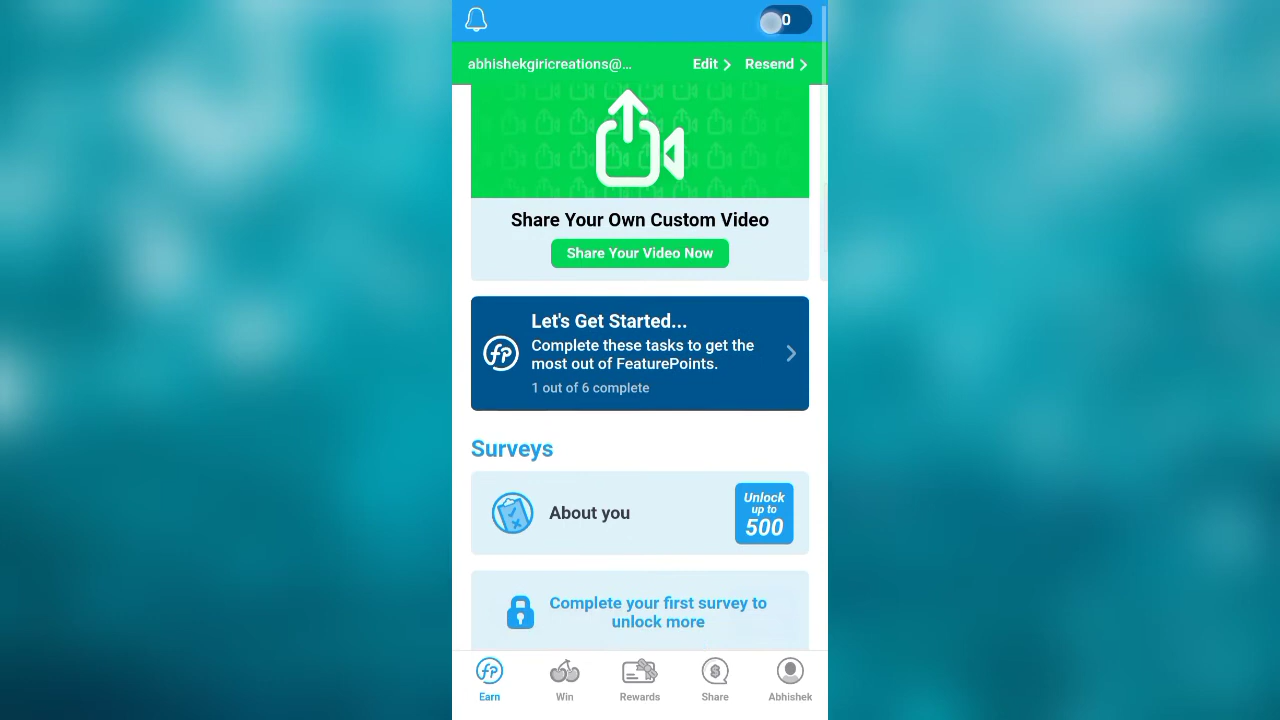 0
abhishekgiricreations@...
Edit
Resend
Share Your Own Custom Video
Share Your Video Now
Let's Get Started...
Complete these tasks to get the
most out of FeaturePoints.
1 out of 6 complete
fp
Surveys
About you
Unlock
up to
500
Complete your first survey to
unlock more
fp
Earn
Win
Rewards
$
Share
Abhishek